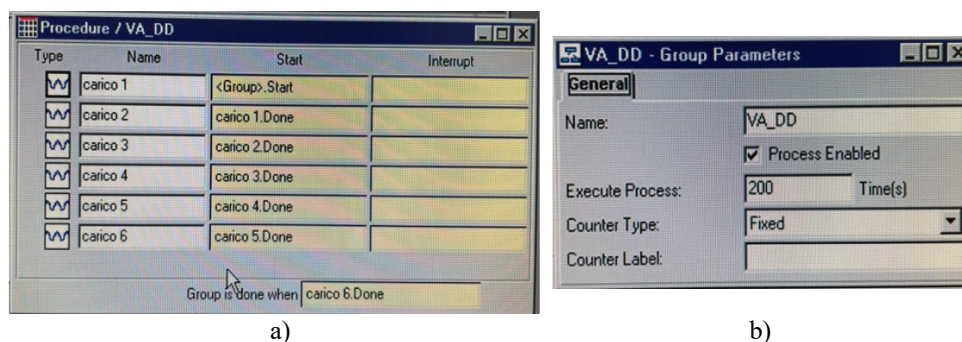 Procedure / VA_DD
Type Name Start Interrupt
carico 1 <Group>.Start
carico 2 carico 1.Done
carico 3 carico 2.Done
carico 4 carico 3.Done
carico 5 carico 4.Done
carico 6 carico 5.Done
Group is done when carico 6.Done
a)
VA_DD - Group Parameters
General
Name: VA_DD
Process Enabled
Execute Process: 200 Time(s)
Counter Type: Fixed
Counter Label:
b)